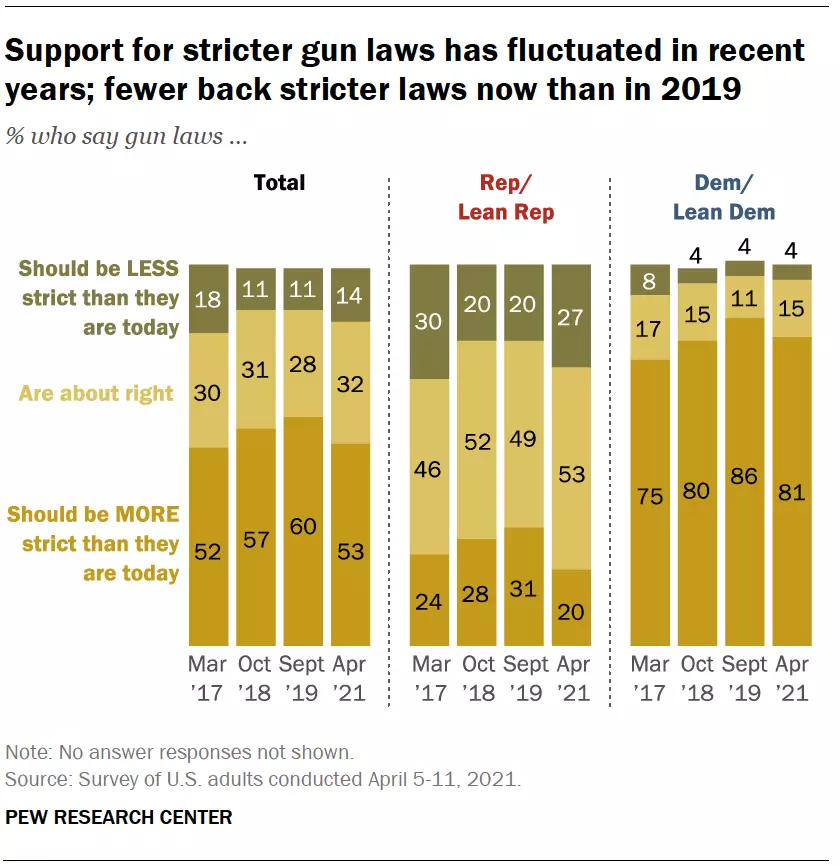 Support for stricter gun laws has fluctuated in recent
years; fewer back stricter laws now than in 2019
% who say gun laws ...
Total
Rep/
Lean Rep
Dem/
Lean Dem
Should be LESS
strict than they
are today
18 11 11 14
30 20 20 27
8 4 4 4
Are about right
30 31 28 32
46 52 49 53
17 15 11 15
Should be MORE
strict than they
are today
52 57 60 53
24 28 31 20
75 80 86 81
Mar Oct Sept Apr
’17 ’18 ’19 ’21
Mar Oct Sept Apr
’17 ’18 ’19 ’21
Mar Oct Sept Apr
’17 ’18 ’19 ’21
Note: No answer responses not shown.
Source: Survey of U.S. adults conducted April 5-11, 2021.
PEW RESEARCH CENTER